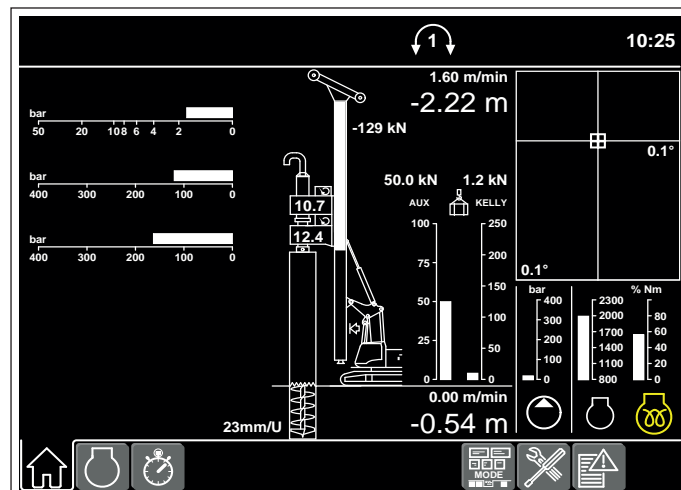 1
10:25
1.60 m/min
-2.22 m
-129 kN
bar
50 20 10 8 6 4 2 0
bar
400 300 200 100 0
bar
400 300 200 100 0
10.7
12.4
50.0 kN 1.2 kN
AUX KELLY
100 250
200
75
150
50 100
25 50
0 0
0.1°
0.1°
bar % Nm
400 2300
300 2000 80
1700 60
200 1400 40
100 1100 20
0 800 0
0.00 m/min
-0.54 m
23mm/U
MODE